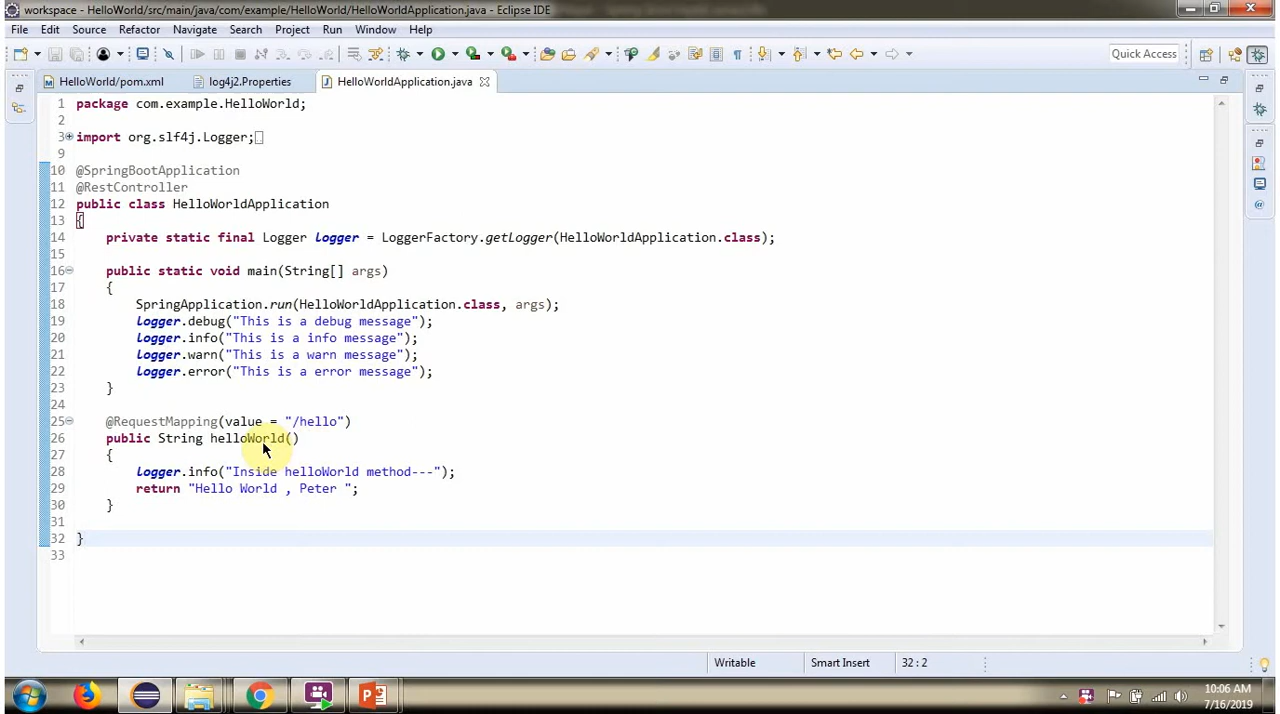 workspace - HelloWorld/src/main/java/com/example/HelloWorld/HelloWorldApplication.java - Eclipse IDE
File Edit Source Refactor Navigate Search Project Run Window Help
Quick Access
HelloWorld/pom.xml log4j2.Properties HelloWorldApplication.java
1 package com.example.HelloWorld;
2
3 import org.slf4j.Logger;
9
10 @SpringBootApplication
11 @RestController
12 public class HelloWorldApplication
13 {
14 private static final Logger logger = LoggerFactory.getLogger(HelloWorldApplication.class);
15
16 public static void main(String[] args)
17 {
18 SpringApplication.run(HelloWorldApplication.class, args);
19 logger.debug("This is a debug message");
20 logger.info("This is a info message");
21 logger.warn("This is a warn message");
22 logger.error("This is a error message");
23 }
24
25 @RequestMapping(value = "/hello")
26 public String helloWorld()
27 {
28 logger.info("Inside helloWorld method---");
29 return "Hello World , Peter ";
30 }
31
32 }
33
Writable Smart Insert 32 : 2
10:06 AM
7/16/2019